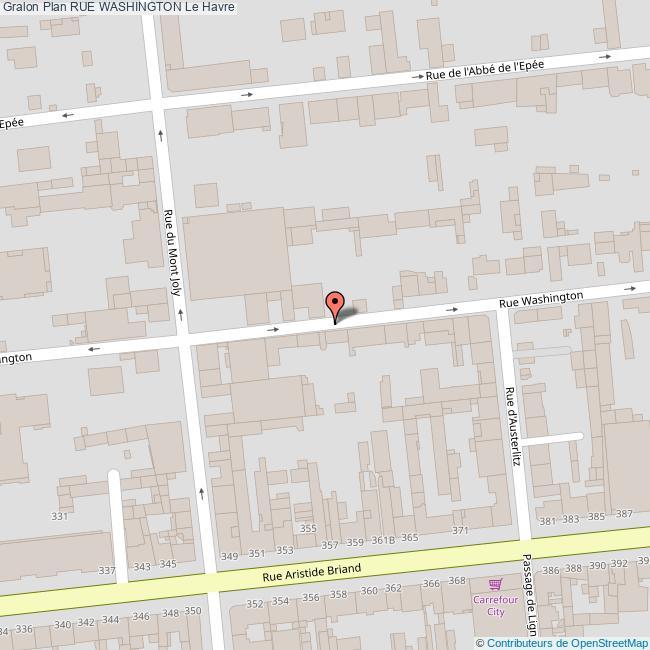 Gralon Plan RUE WASHINGTON Le Havre
Rue de l'Abbé de l'Epée
Epée
Rue du Mont Joly
Rue Washington
ington
Rue d'Austerlitz
331
355
371
381 383 385 387
337 343 345
349 351 353 357 359 361B 365
Rue Aristide Briand
Passage de Lign
386 388 390 392 39
Carrefour
City
34 336 340 342 344 346 348 350
352 354 356 358 360 362 366 368
© Contributeurs de OpenStreetMap